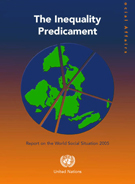 The Inequality
Predicament
Report on the World Social Situation 2005
United Nations